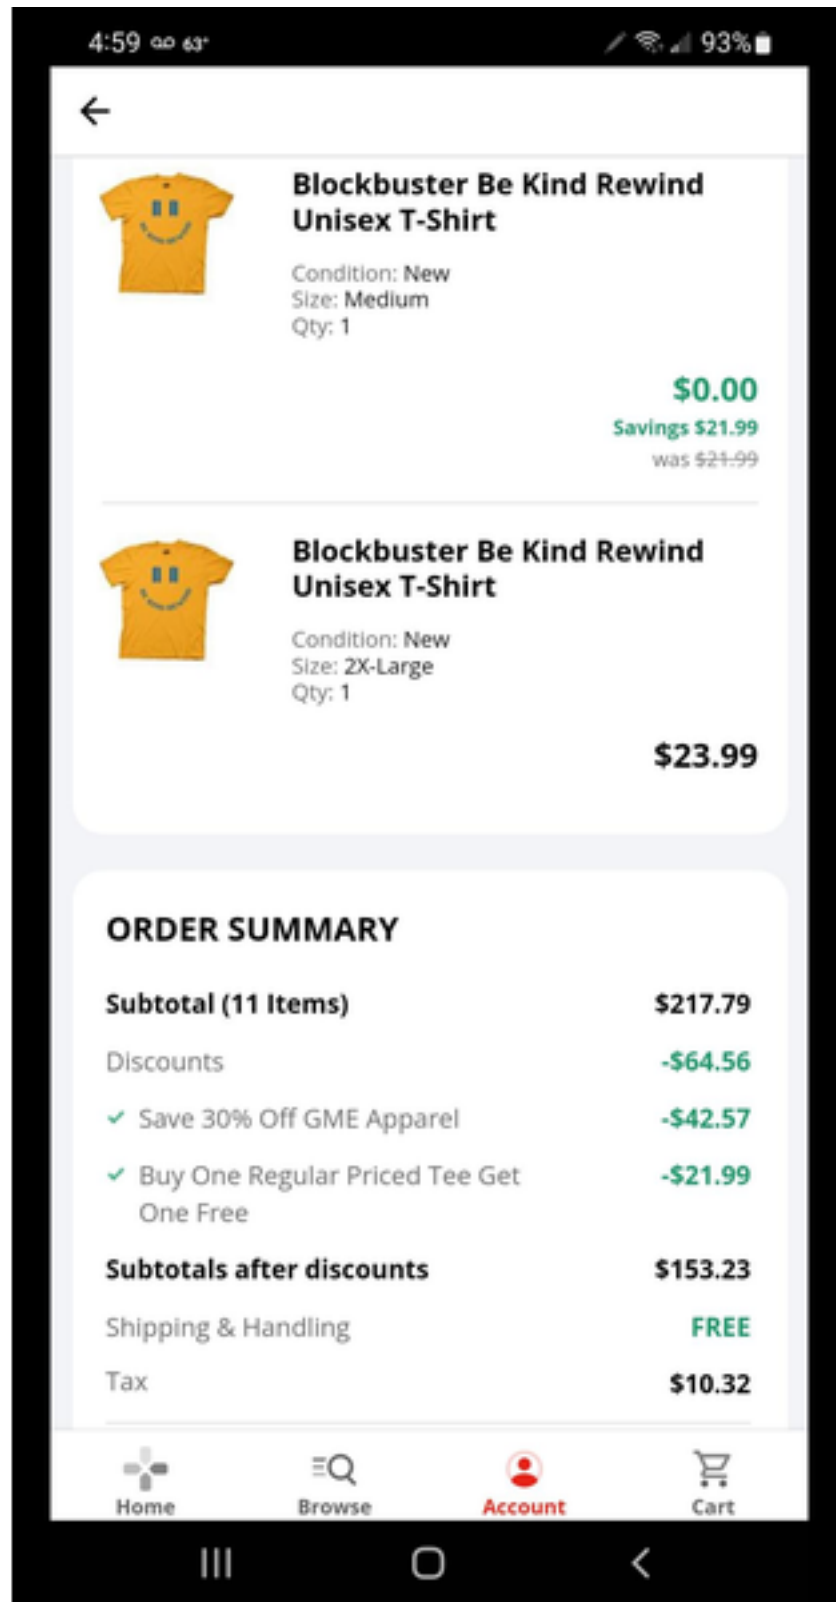 4:59 63°
93%
Blockbuster Be Kind Rewind
Unisex T-Shirt
Condition: New
Size: Medium
Qty: 1
$0.00
Savings $21.99
was $21.99
Blockbuster Be Kind Rewind
Unisex T-Shirt
Condition: New
Size: 2X-Large
Qty: 1
$23.99
ORDER SUMMARY
Subtotal (11 Items) $217.79
Discounts -$64.56
Save 30% Off GME Apparel -$42.57
Buy One Regular Priced Tee Get -$21.99
One Free
Subtotals after discounts $153.23
Shipping & Handling FREE
Tax $10.32
Home Browse Account Cart